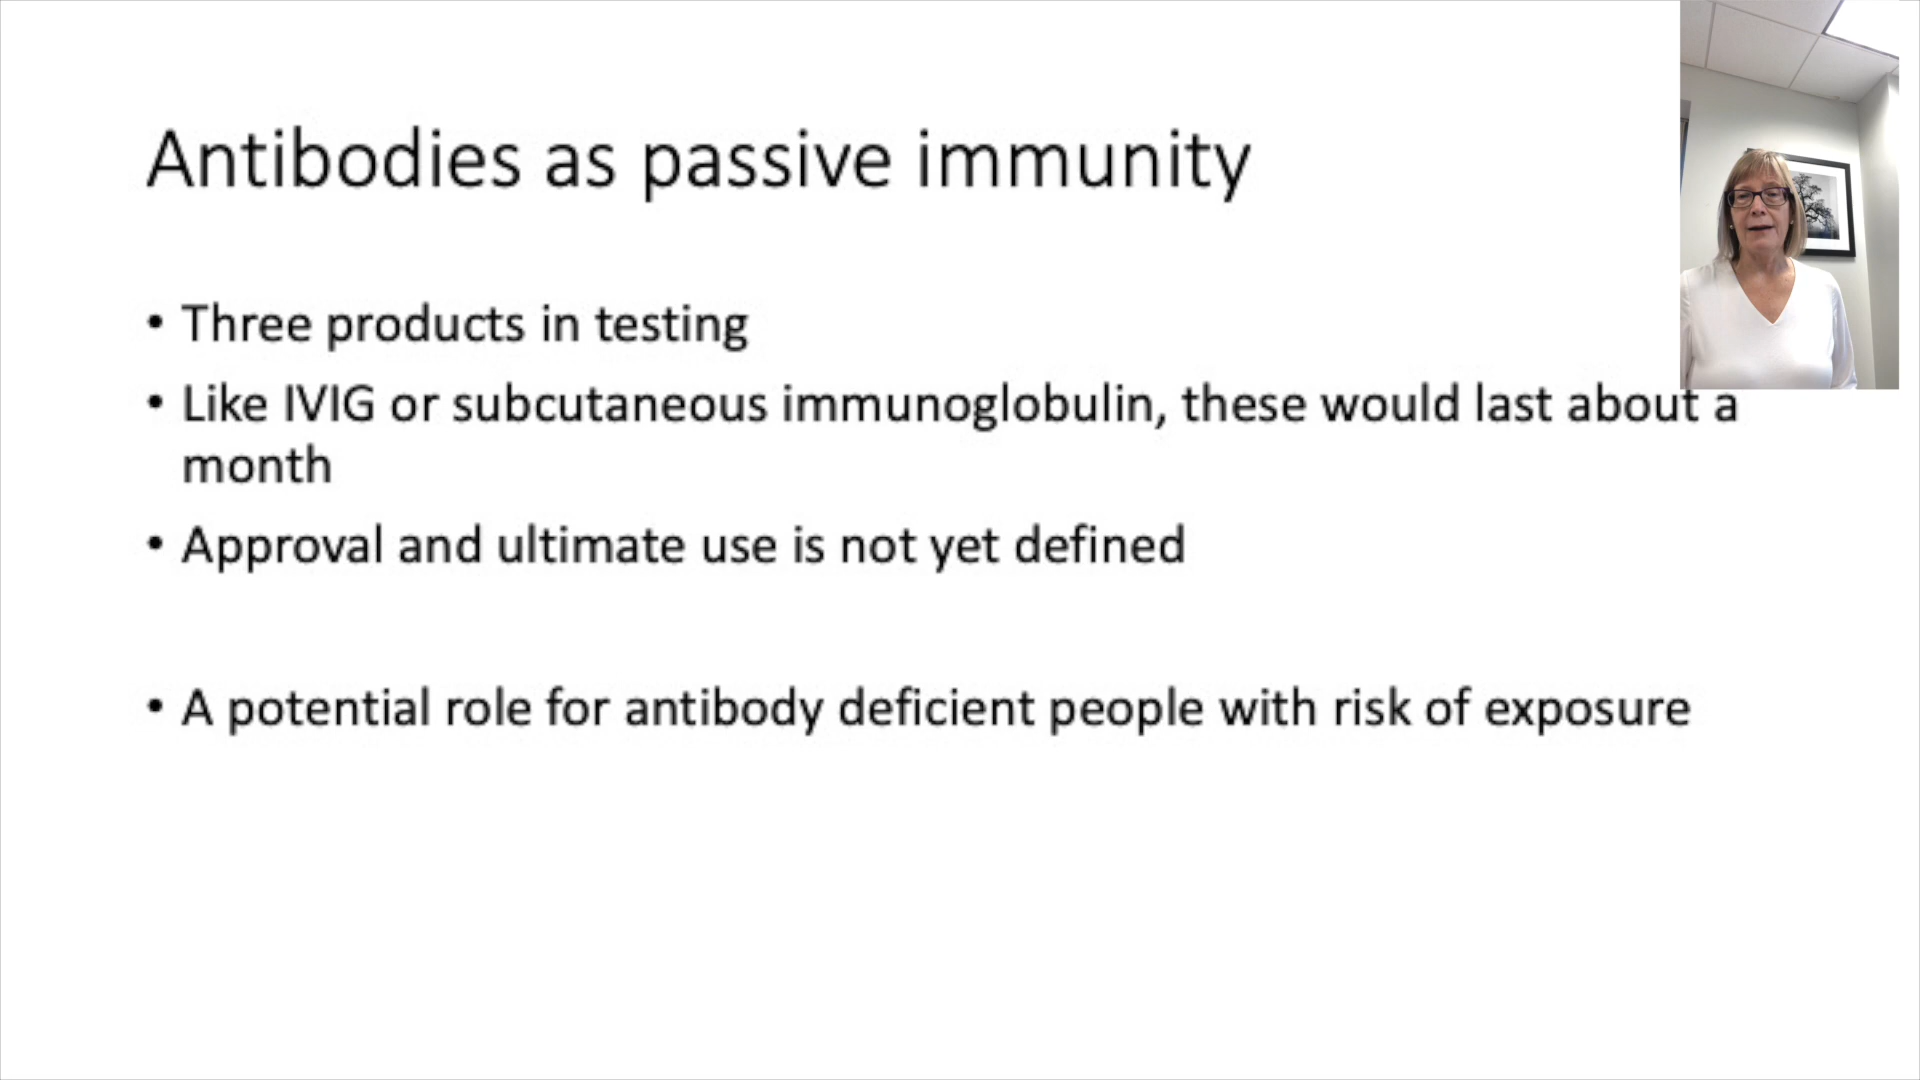 Antibodies as passive immunity
• Three products in testing
• Like IVIG or subcutaneous immunoglobulin, these would last about a
month
• Approval and ultimate use is not yet defined
• A potential role for antibody deficient people with risk of exposure